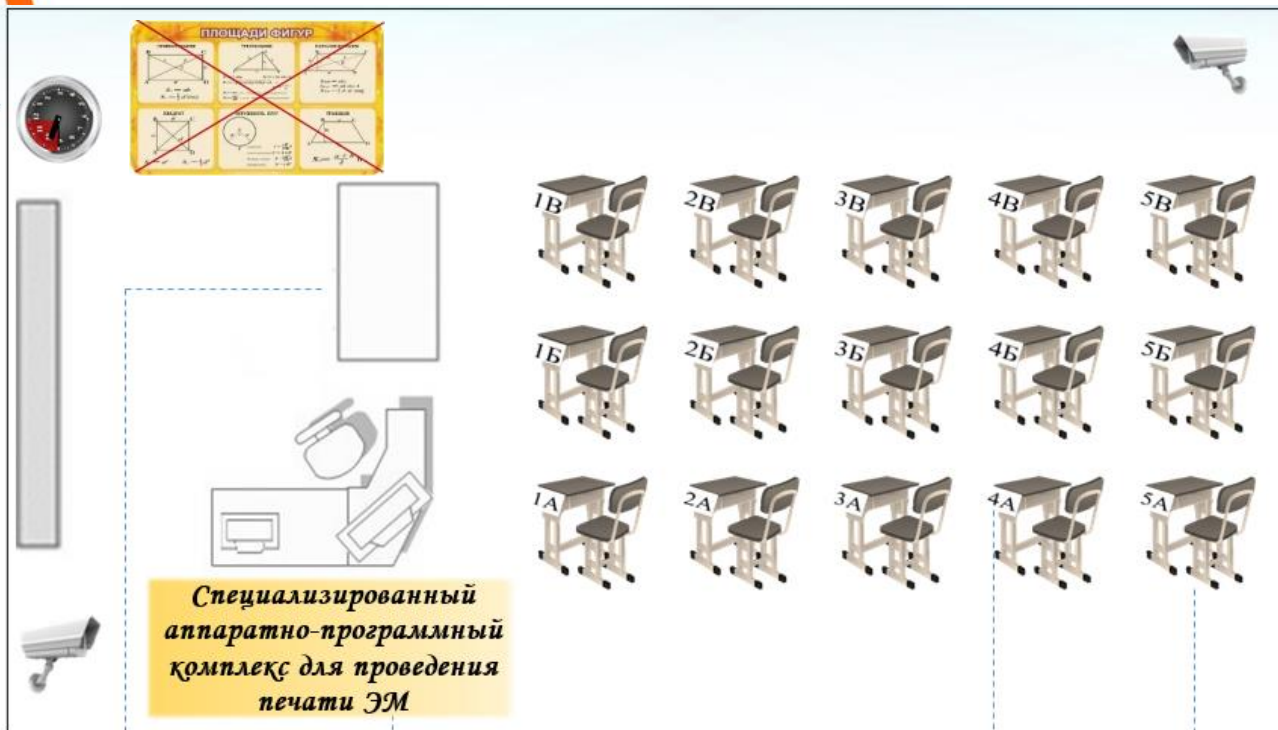 ПЛОЩАДИ ФИГУР
1В
2В
3В
4В
5В
1Б
2Б
3Б
4Б
5Б
1А
2А
3А
4А
5А
Специализированный
аппаратно-программный
комплекс для проведения
печати ЭМ